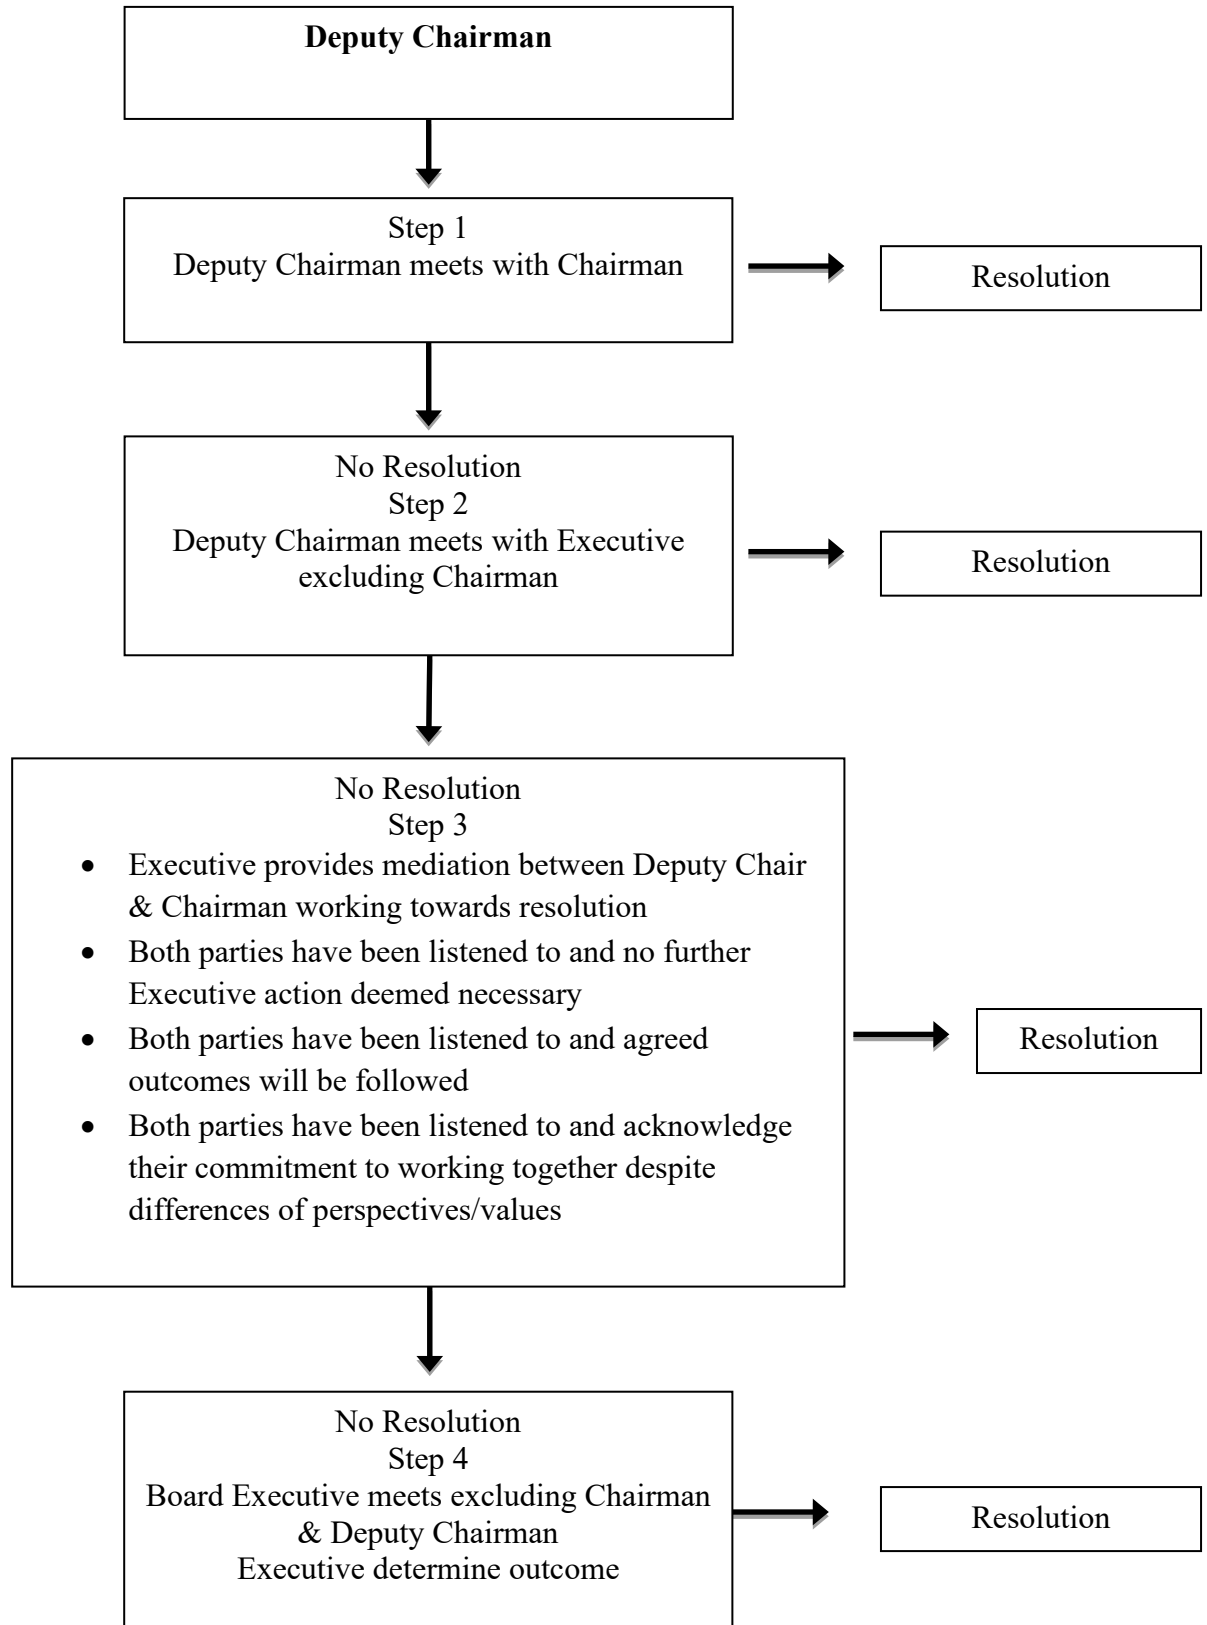 Deputy Chairman
Step 1
Deputy Chairman meets with Chairman
Resolution
No Resolution
Step 2
Deputy Chairman meets with Executive
excluding Chairman
Resolution
No Resolution
Step 3
• Executive provides mediation between Deputy Chair
& Chairman working towards resolution
• Both parties have been listened to and no further
Executive action deemed necessary
• Both parties have been listened to and agreed
outcomes will be followed
• Both parties have been listened to and acknowledge
their commitment to working together despite
differences of perspectives/values
Resolution
No Resolution
Step 4
Board Executive meets excluding Chairman
& Deputy Chairman
Executive determine outcome
Resolution